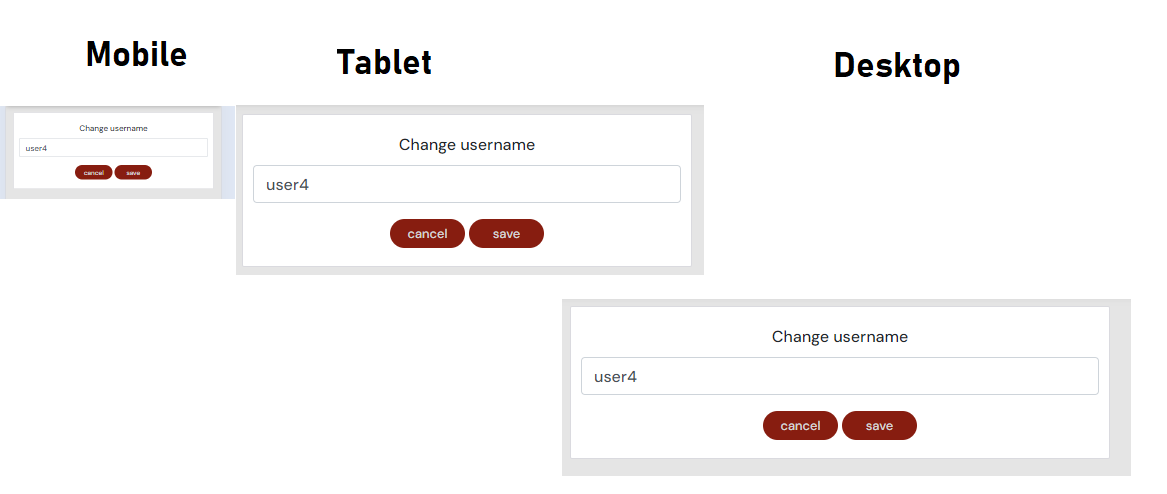 Mobile
Tablet
Desktop
Change username
user4
cancel save
Change username
user4
cancel save
Change username
user4
cancel save